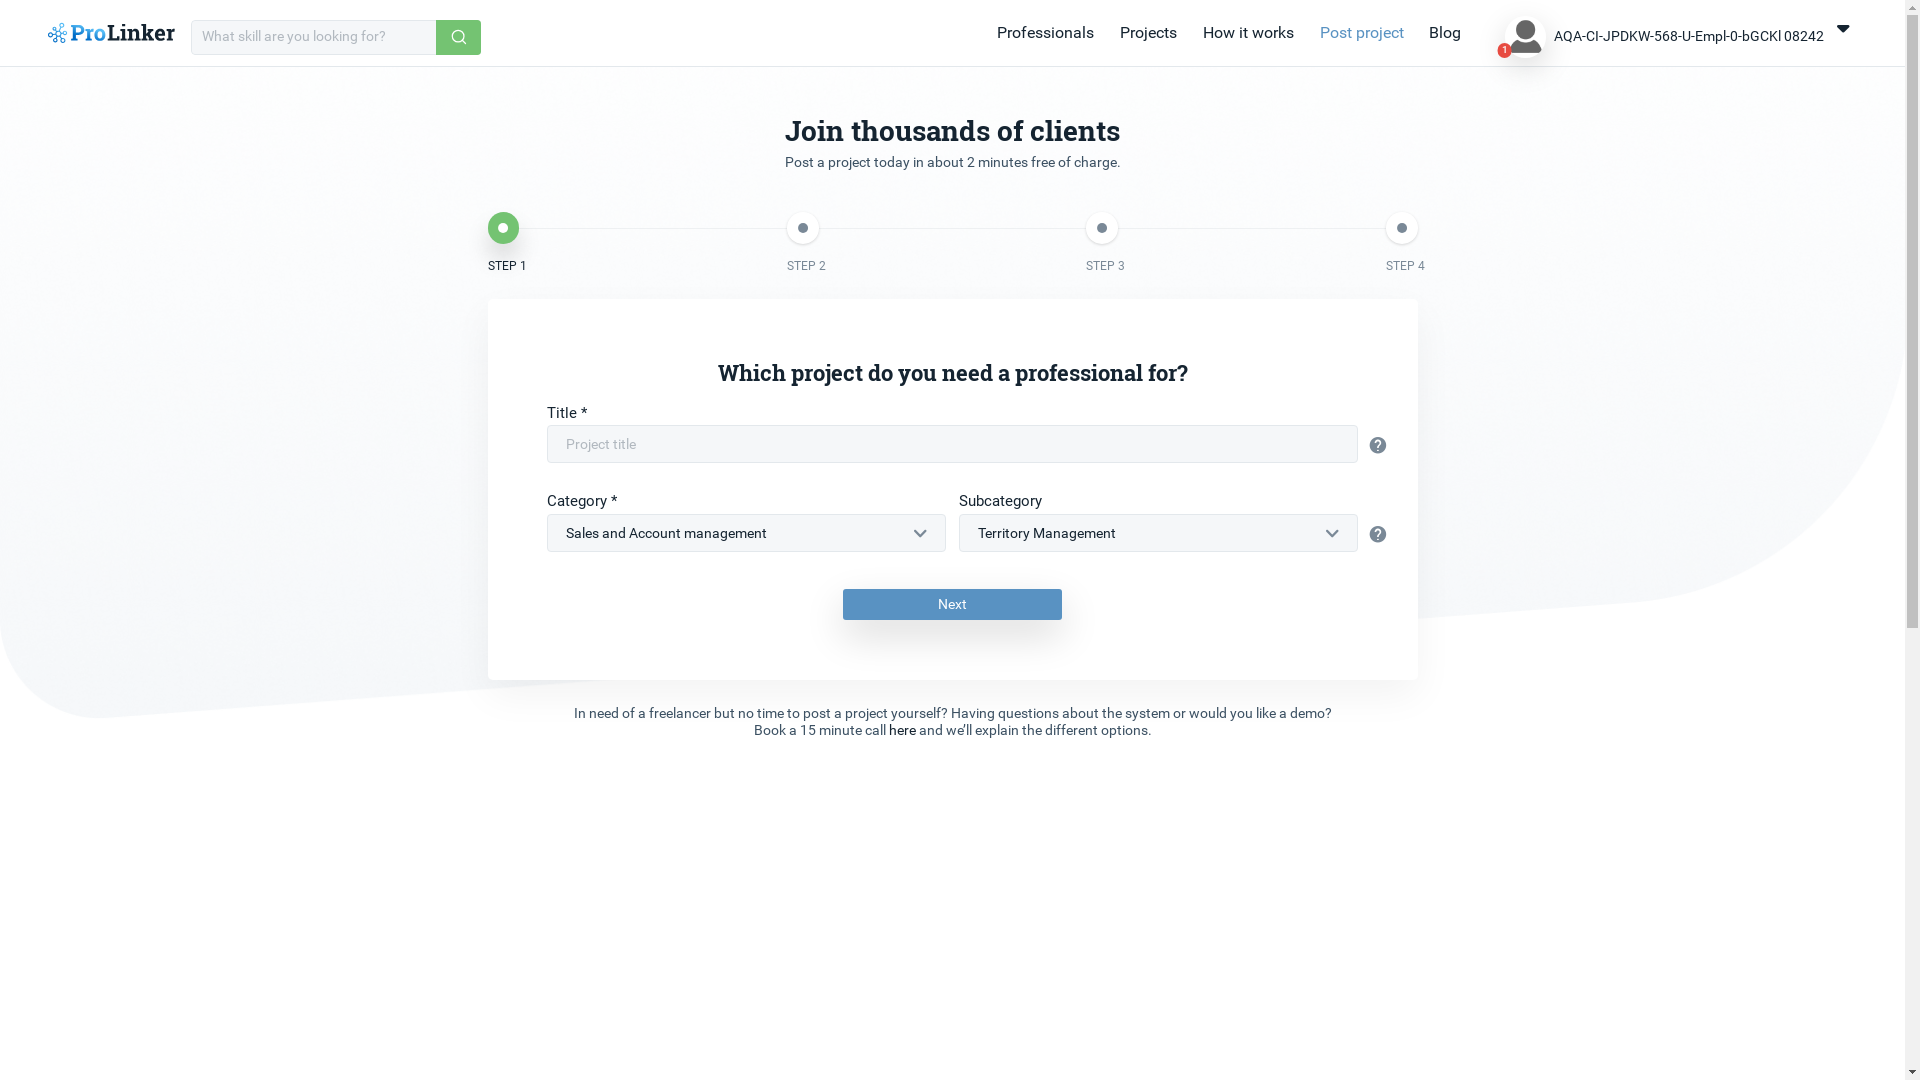 ProLinker
What skill are you looking for?
Professionals
Projects
How it works
Post project
Blog
1
AQA-CI-JPDKW-568-U-Empl-0-bGCKl 08242
Join thousands of clients
Post a project today in about 2 minutes free of charge.
STEP 1
STEP 2
STEP 3
STEP 4
Which project do you need a professional for?
Title *
Project title
Category *
Subcategory
Sales and Account management
Territory Management
Next
In need of a freelancer but no time to post a project yourself? Having questions about the system or would you like a demo?
Book a 15 minute call here and we’ll explain the different options.